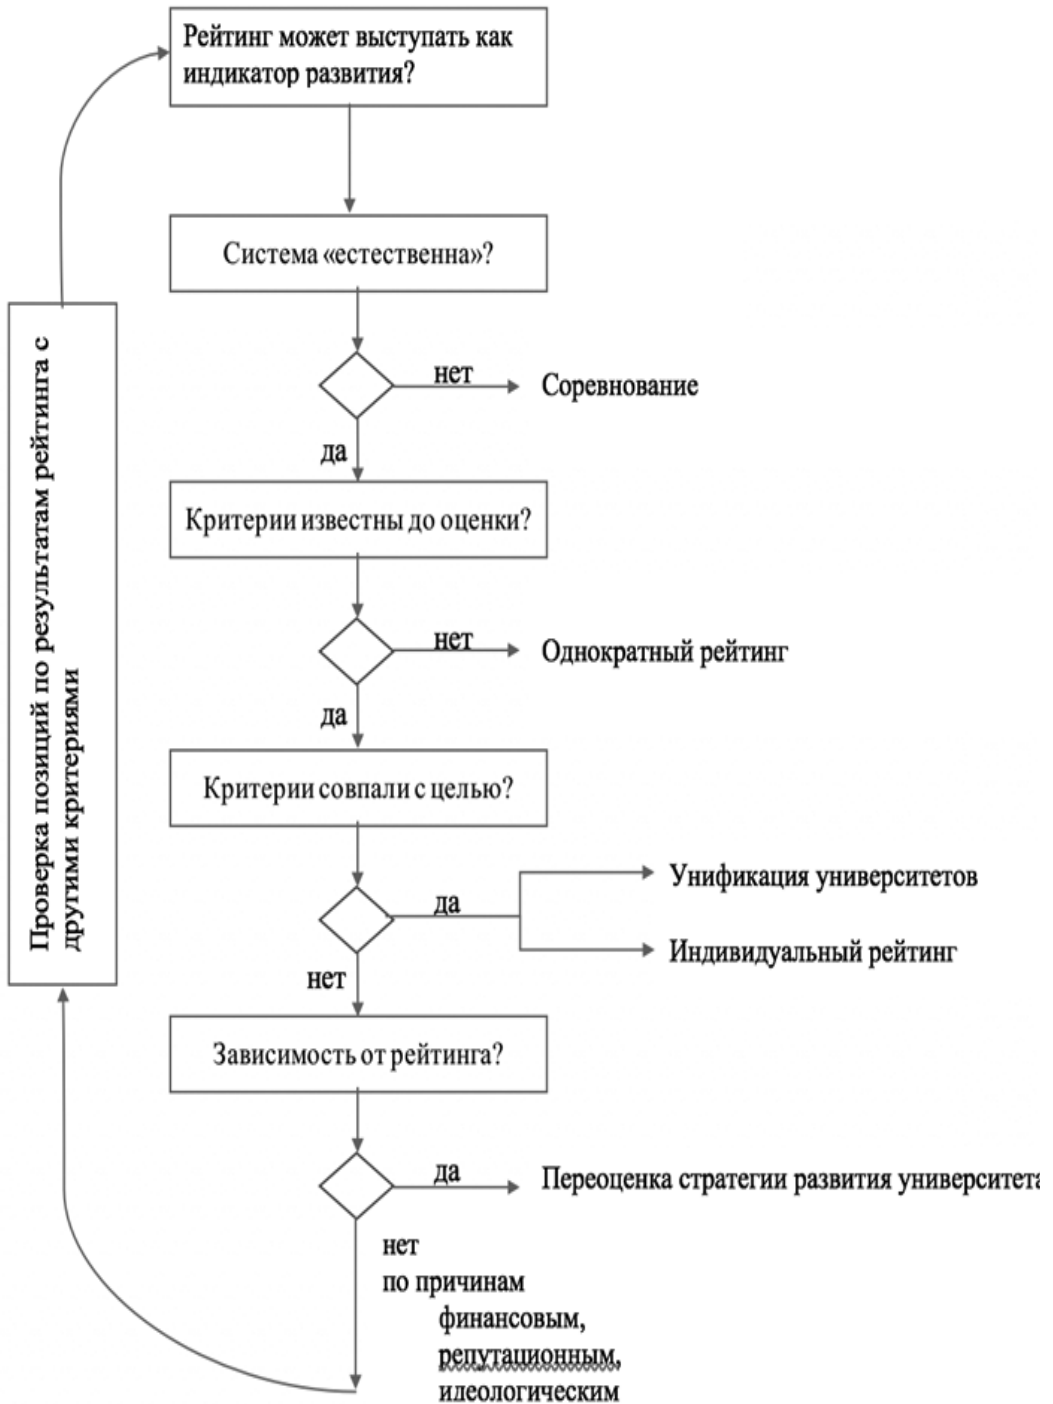 Рейтинг может выступать как
индикатор развития?
Система «естественна»?
нет
Соревнование
да
Критерии известны до оценки?
нет
Однократный рейтинг
да
Критерии совпали с целью?
да
Унификация университетов
Индивидуальный рейтинг
нет
Зависимость от рейтинга?
да
Переоценка стратегии развития университета
нет
по причинам
финансовым,
репутационным,
идеологическим
Проверка позиций по результатам рейтинга с
другими критериями